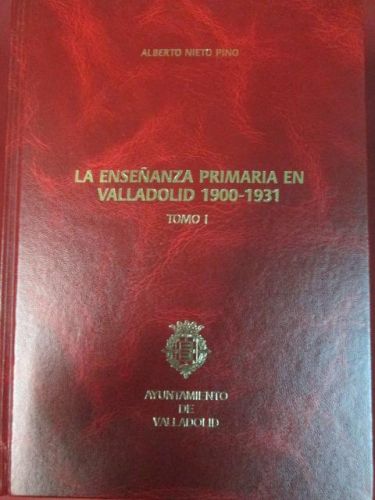 ALBERTO NIETO PINO
LA ENSEÑANZA PRIMARIA EN
VALLADOLID 1900-1931
TOMO I
AYUNTAMIENTO
DE
VALLADOLID